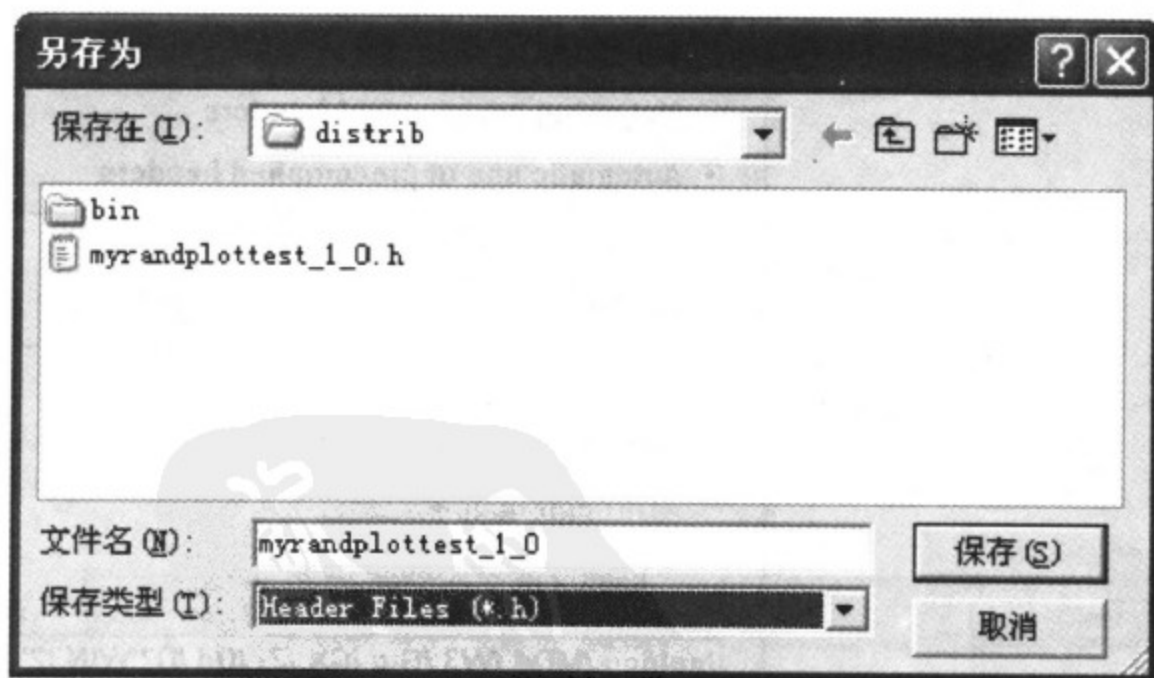 另存为
保存在(I): distrib
bin
myrandplottest_1_0.h
文件名(N): myrandplottest_1_0
保存(S)
保存类型(T): Header Files (*.h)
取消